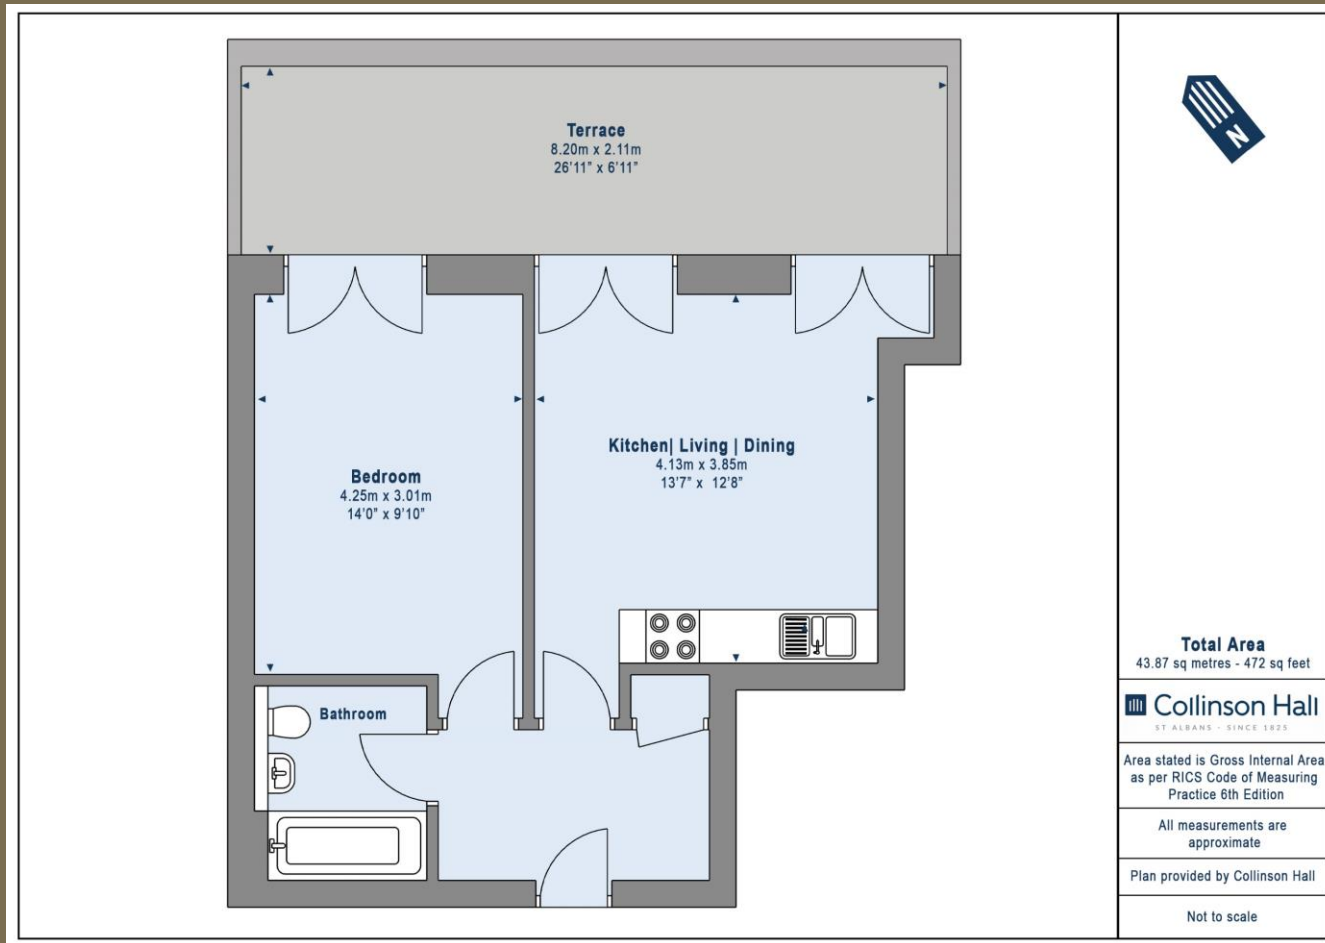 Terrace
8.20m x 2.11m
26'11" x 6'11"
Kitchen| Living | Dining
4.13m x 3.85m
13'7" x 12'8"
Bedroom
4.25m x 3.01m
14'0" x 9'10"
Bathroom
N
Total Area
43.87 sq metres - 472 sq feet
Collinson Hall
ST ALBANS - SINCE 1825
Area stated is Gross Internal Area
as per RICS Code of Measuring
Practice 6th Edition
All measurements are
approximate
Plan provided by Collinson Hall
Not to scale